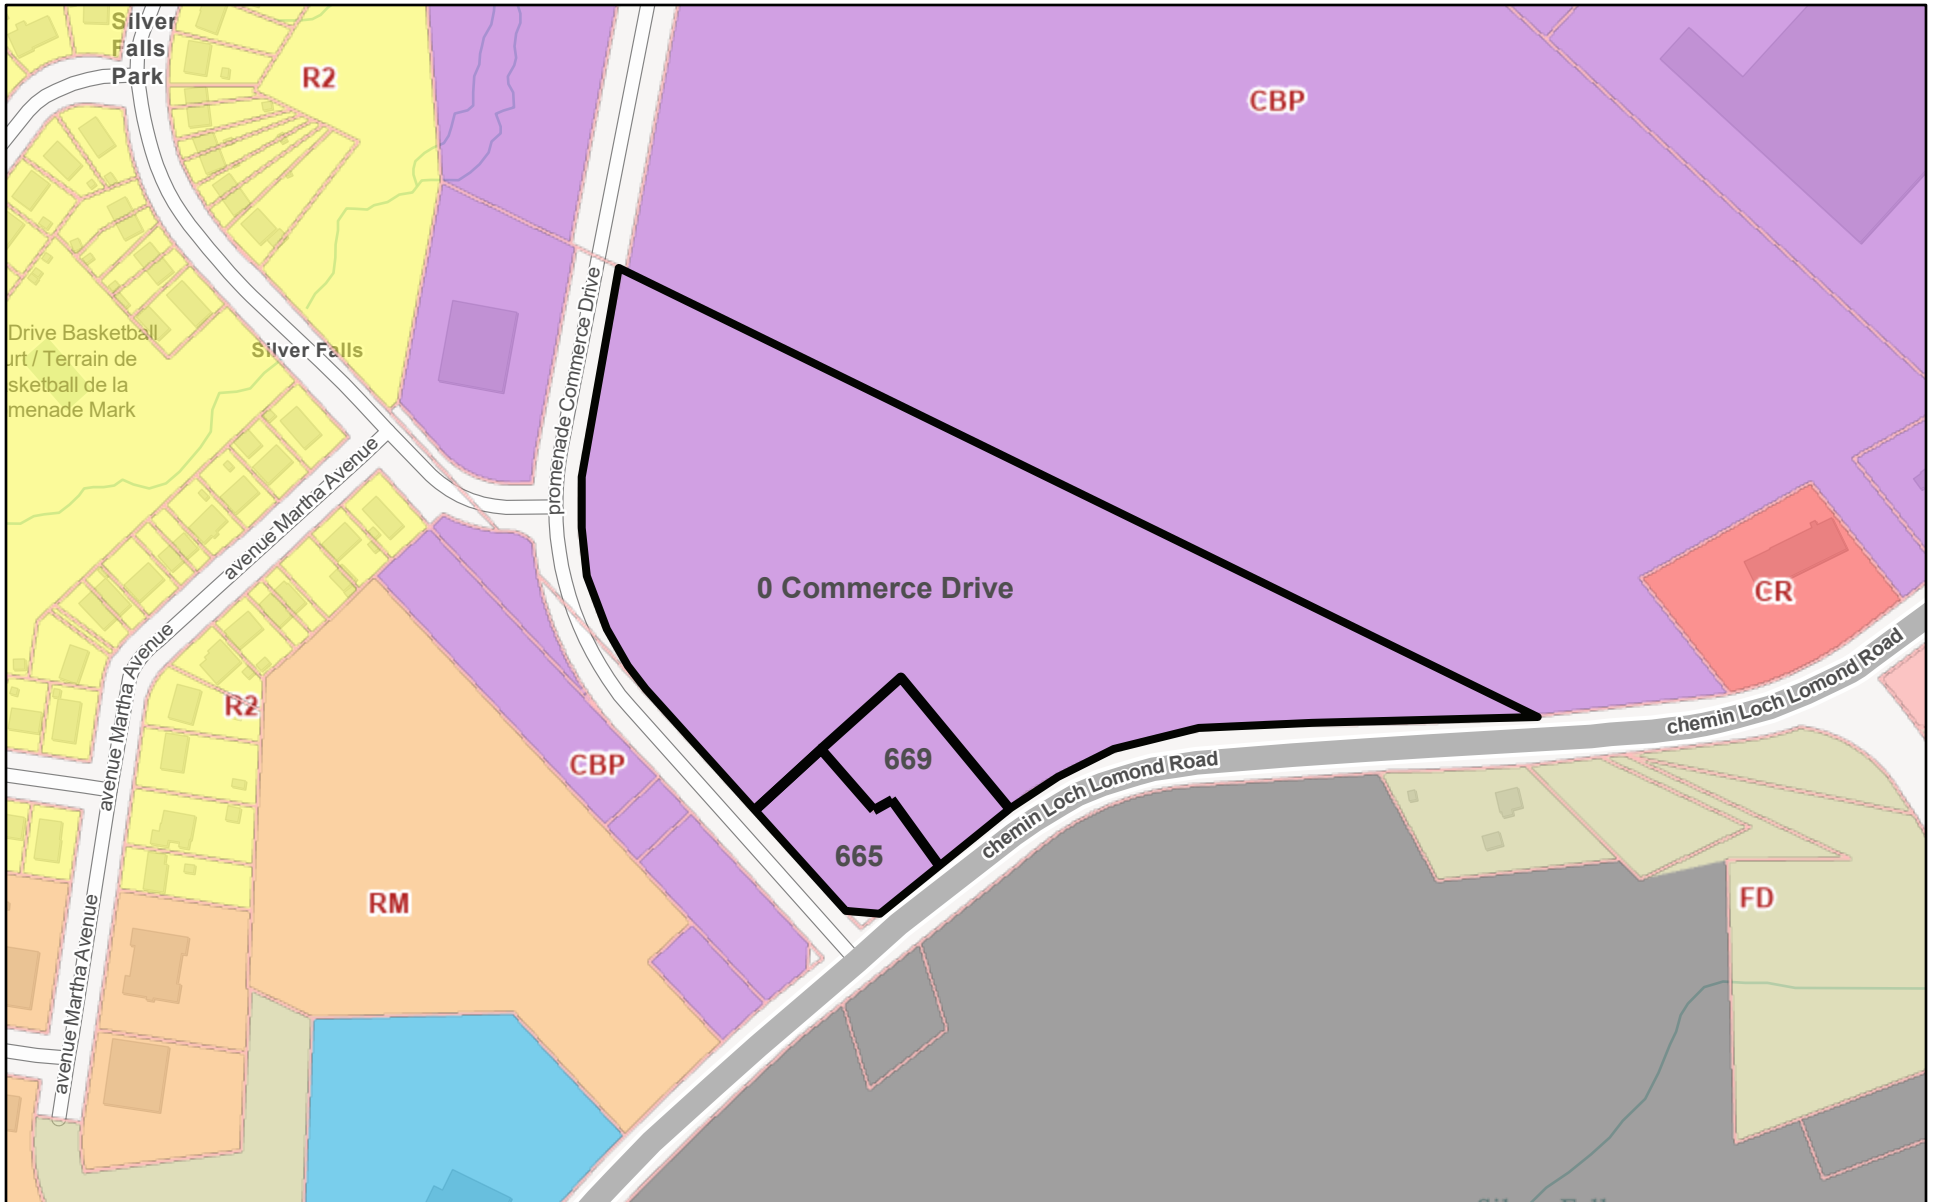 Silver
Falls
Park
R2
CBP
promenade Commerce Drive
Drive Basketball
urt / Terrain de
sketball de la
menade Mark
Silver Falls
avenue Martha Avenue
0 Commerce Drive
CR
chemin Loch Lomond Road
avenue Martha Avenue
R2
CBP
669
chemin Loch Lomond Road
665
RM
FD
avenue Martha Avenue